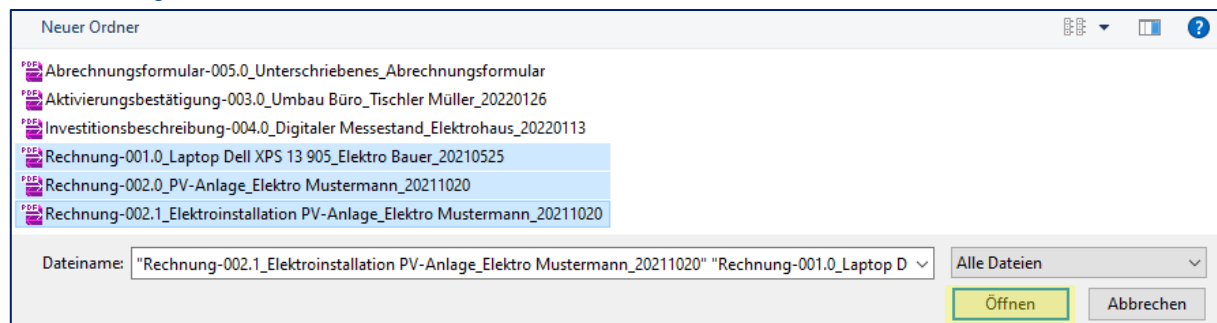 Neuer Ordner
Abrechnungsformular-005.0_Unterschriebenes_Abrechnungsformular
Aktivierungsbestätigung-003.0_Umbau Büro_Tischler Müller_20220126
Investitionsbeschreibung-004.0_Digitaler Messestand_Elektrohaus_20220113
Rechnung-001.0_Laptop Dell XPS 13 905_Elektro Bauer_20210525
Rechnung-002.0_PV-Anlage_Elektro Mustermann_20211020
Rechnung-002.1_Elektroinstallation PV-Anlage_Elektro Mustermann_20211020
Dateiname: "Rechnung-002.1_Elektroinstallation PV-Anlage_Elektro Mustermann_20211020" "Rechnung-001.0_Laptop D Alle Dateien
Öffnen Abbrechen